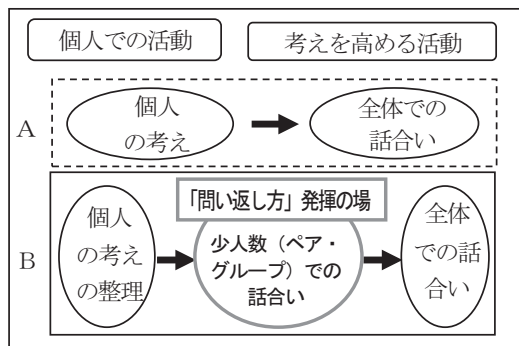 個人での活動
考えを高める活動
A
個人
の考え
全体での
話合い
B
個人
の考え
の整理
「問い返し方」発揮の場
少人数（ペア・
グループ）での
話合い
全体
での話
合い